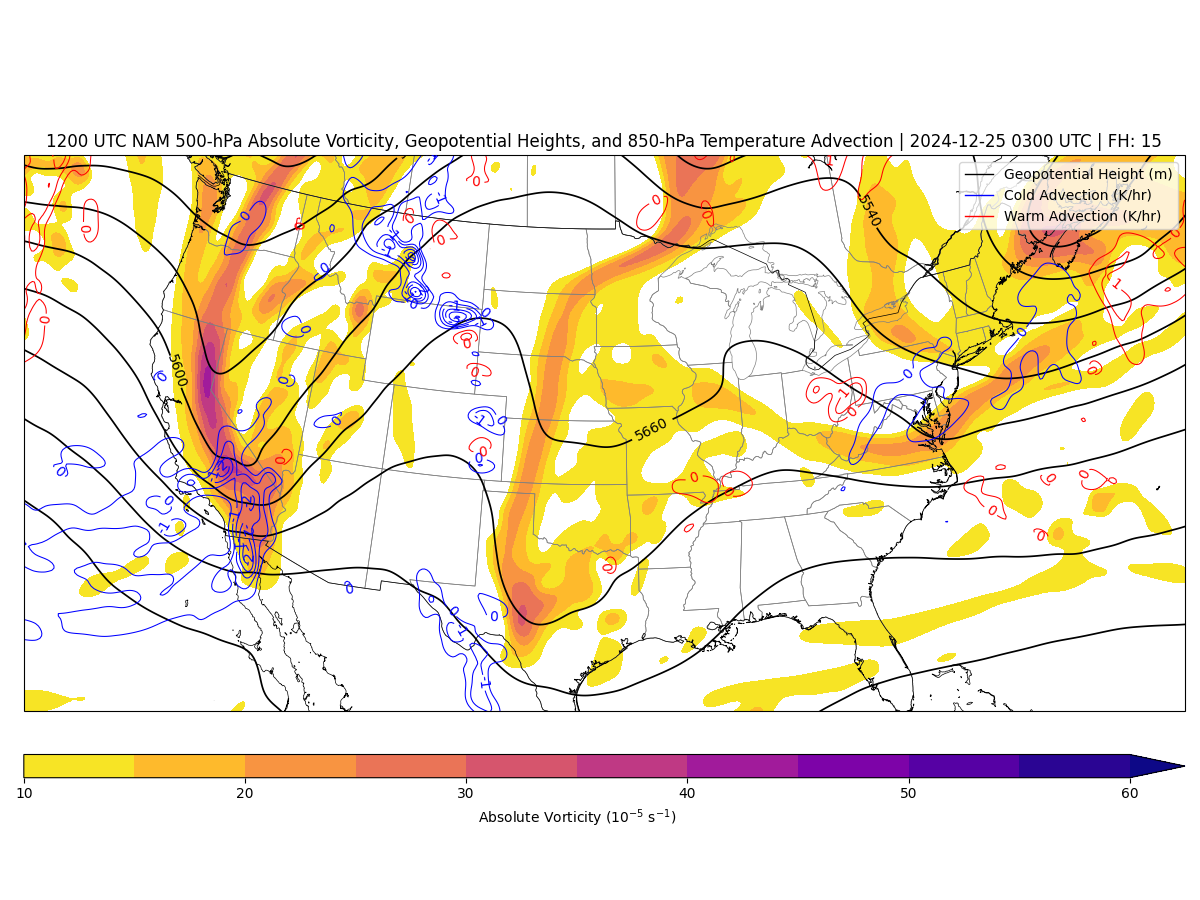 1200 UTC NAM 500-hPa Absolute Vorticity, Geopotential Heights, and 850-hPa Temperature Advection | 2024-12-25 0300 UTC | FH: 15
Geopotential Height (m)
Cold Advection (K/hr)
Warm Advection (K/hr)
5540
5600
5660
10 20 30 40 50 60
Absolute Vorticity (10⁻⁵ s⁻¹)